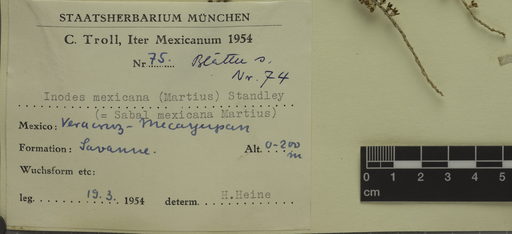 STAATSHERBARIUM MÜNCHEN
C. Troll, Iter Mexicanum 1954
Nr. 75. Blätter s.
Nr. 74
Inodes mexicana (Martius) Standley
(= Sabal mexicana Martius)
Mexico: Veracruz - Mecayapan
Formation: Savanne. Alt. 0-200 m
Wuchsform etc:
leg. 19.3. 1954 determ. H.Heine
0 1 2 3 4 5
cm